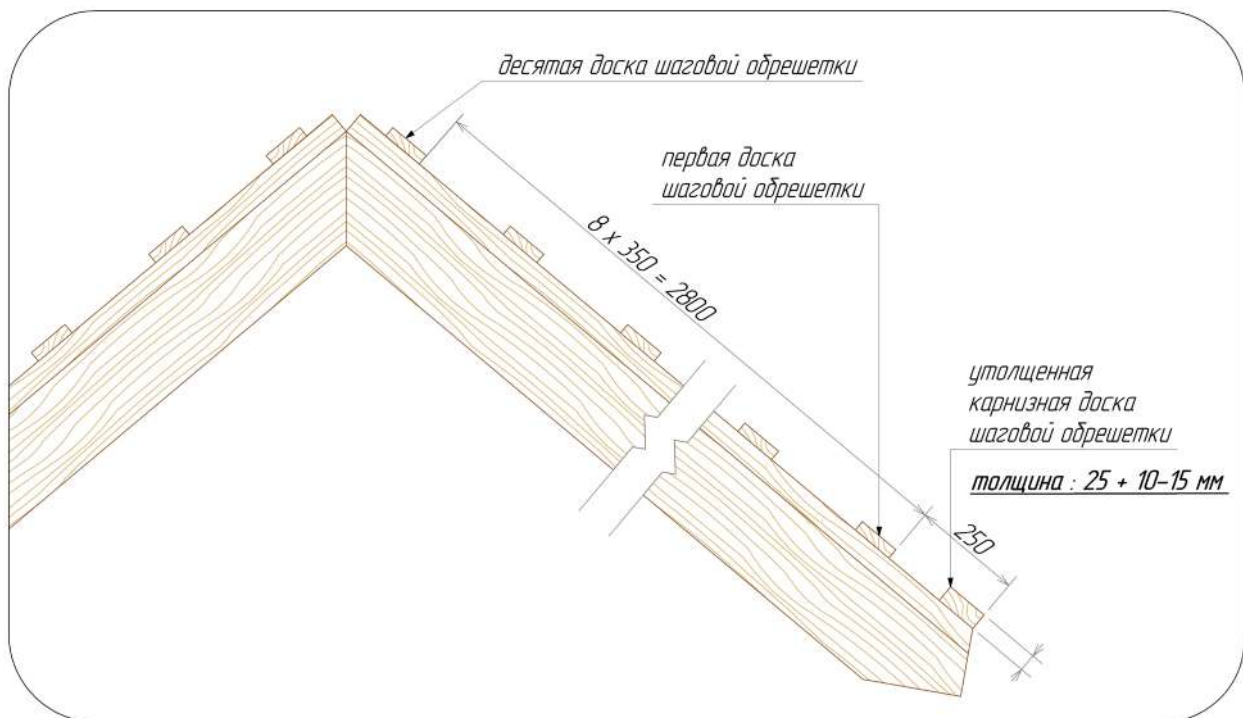 десятая доска шаговой обрешетки
первая доска
шаговой обрешетки
8 x 350 = 2800
утолщенная
карнизная доска
шаговой обрешетки
толщина : 25 + 10-15 мм
250